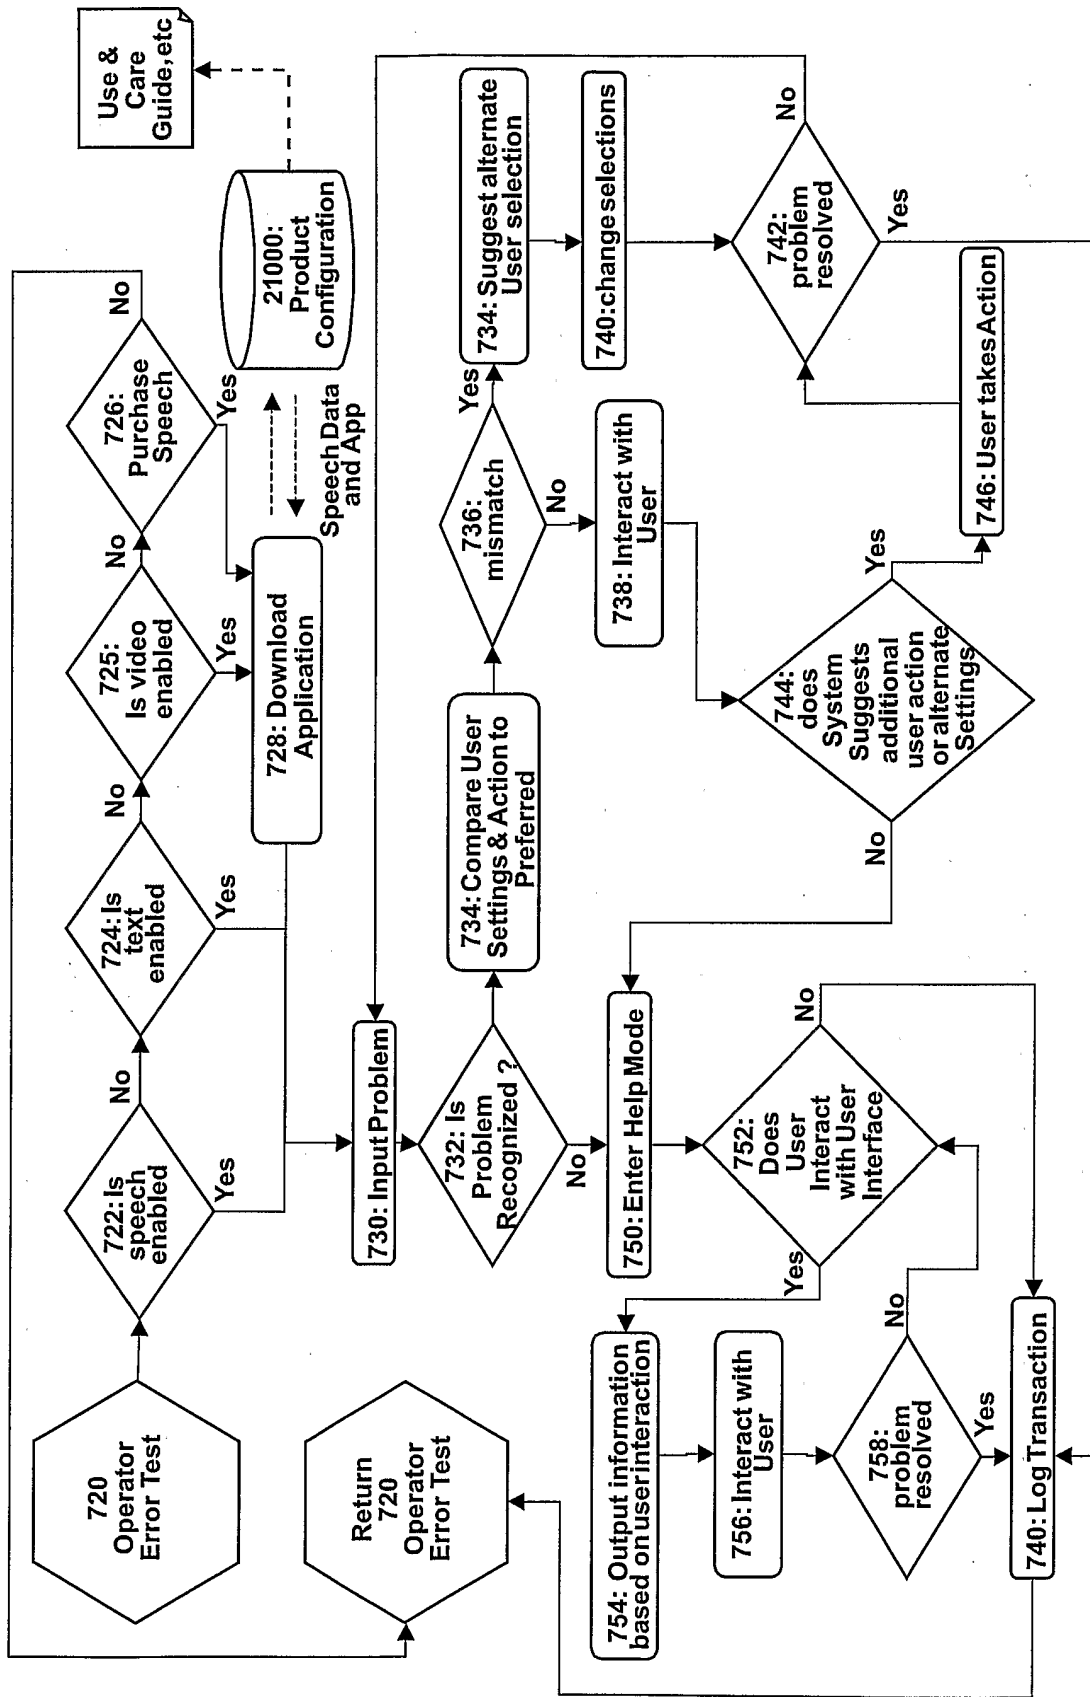 720
Operator
Error Test
722: Is
speech
enabled
No
Yes
724: Is
text
enabled
No
Yes
725:
Is video
enabled
No
Yes
726:
Purchase
Speech
No
Yes
728: Download
Application
Speech Data
and App
21000:
Product
Configuration
Use &
Care
Guide, etc
Return
720
Operator
Error Test
730: Input Problem
732: Is
Problem
Recognized ?
No
734: Compare User
Settings & Action to
Preferred
736:
mismatch
Yes
No
734: Suggest alternate
User selection
740: change selections
738: Interact with
User
742:
problem
resolved
No
Yes
744:
does
System
Suggests
additional
user action
or alternate
Settings
Yes
No
746: User takes Action
750: Enter Help Mode
752:
Does
User
Interact
with User
Interface
Yes
No
754: Output information
based on user interaction
756: Interact with
User
758:
problem
resolved
No
Yes
740: Log Transaction